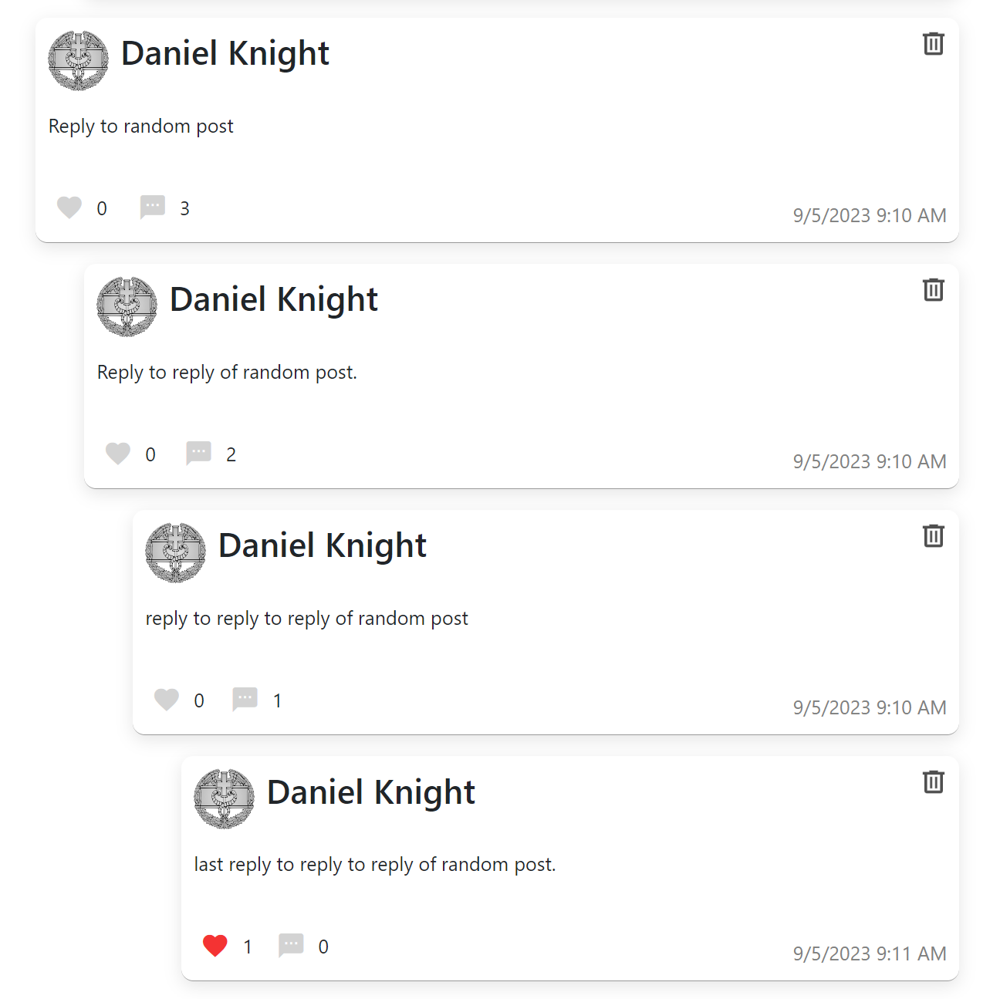 Daniel Knight
Reply to random post
0 3
9/5/2023 9:10 AM
Daniel Knight
Reply to reply of random post.
0 2
9/5/2023 9:10 AM
Daniel Knight
reply to reply to reply of random post
0 1
9/5/2023 9:10 AM
Daniel Knight
last reply to reply to reply of random post.
1 0
9/5/2023 9:11 AM